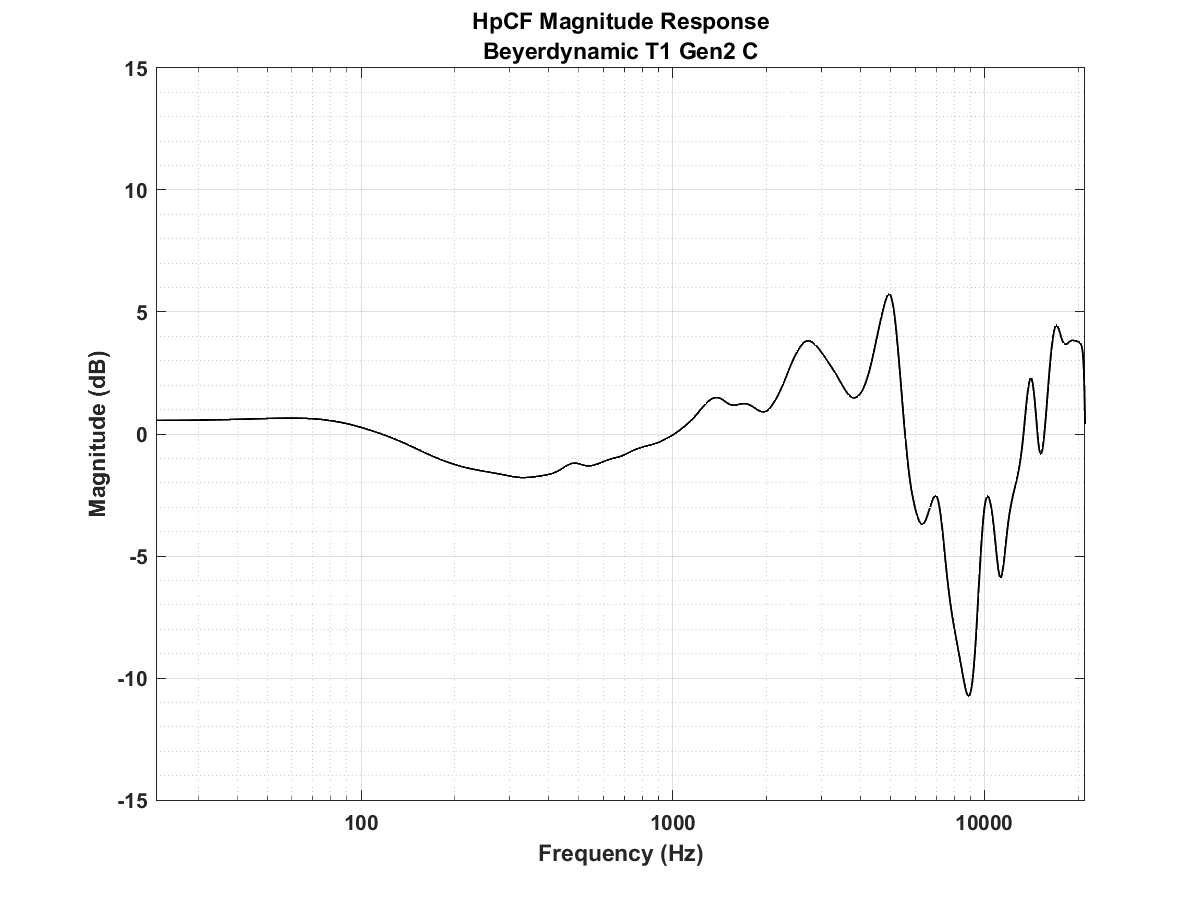 HpCF Magnitude Response
Beyerdynamic T1 Gen2 C
15
10
5
0
-5
-10
-15
Magnitude (dB)
100 1000 10000
Frequency (Hz)